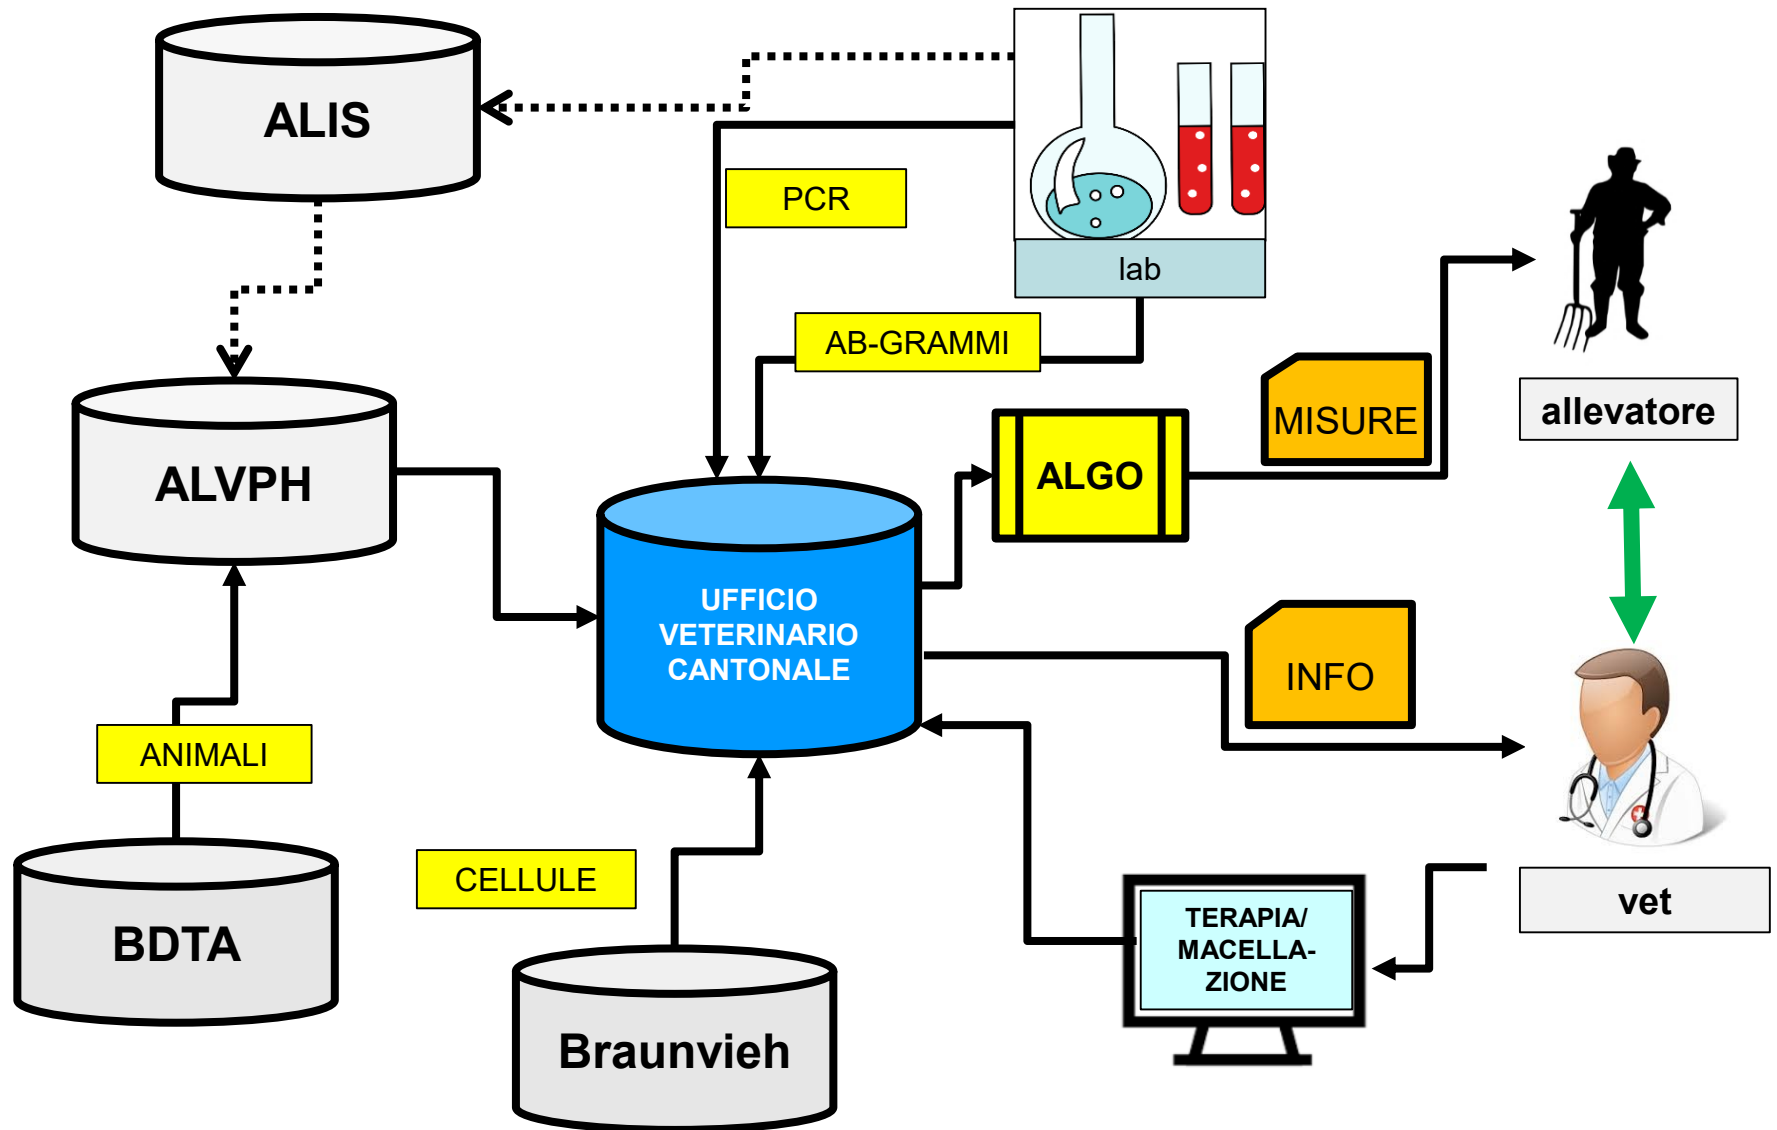 ALIS
PCR
lab
AB-GRAMMI
MISURE
allevatore
ALVPH
ALGO
UFFICIO
VETERINARIO
CANTONALE
INFO
ANIMALI
CELLULE
BDTA
TERAPIA/
MACELLA-
ZIONE
vet
Braunvieh